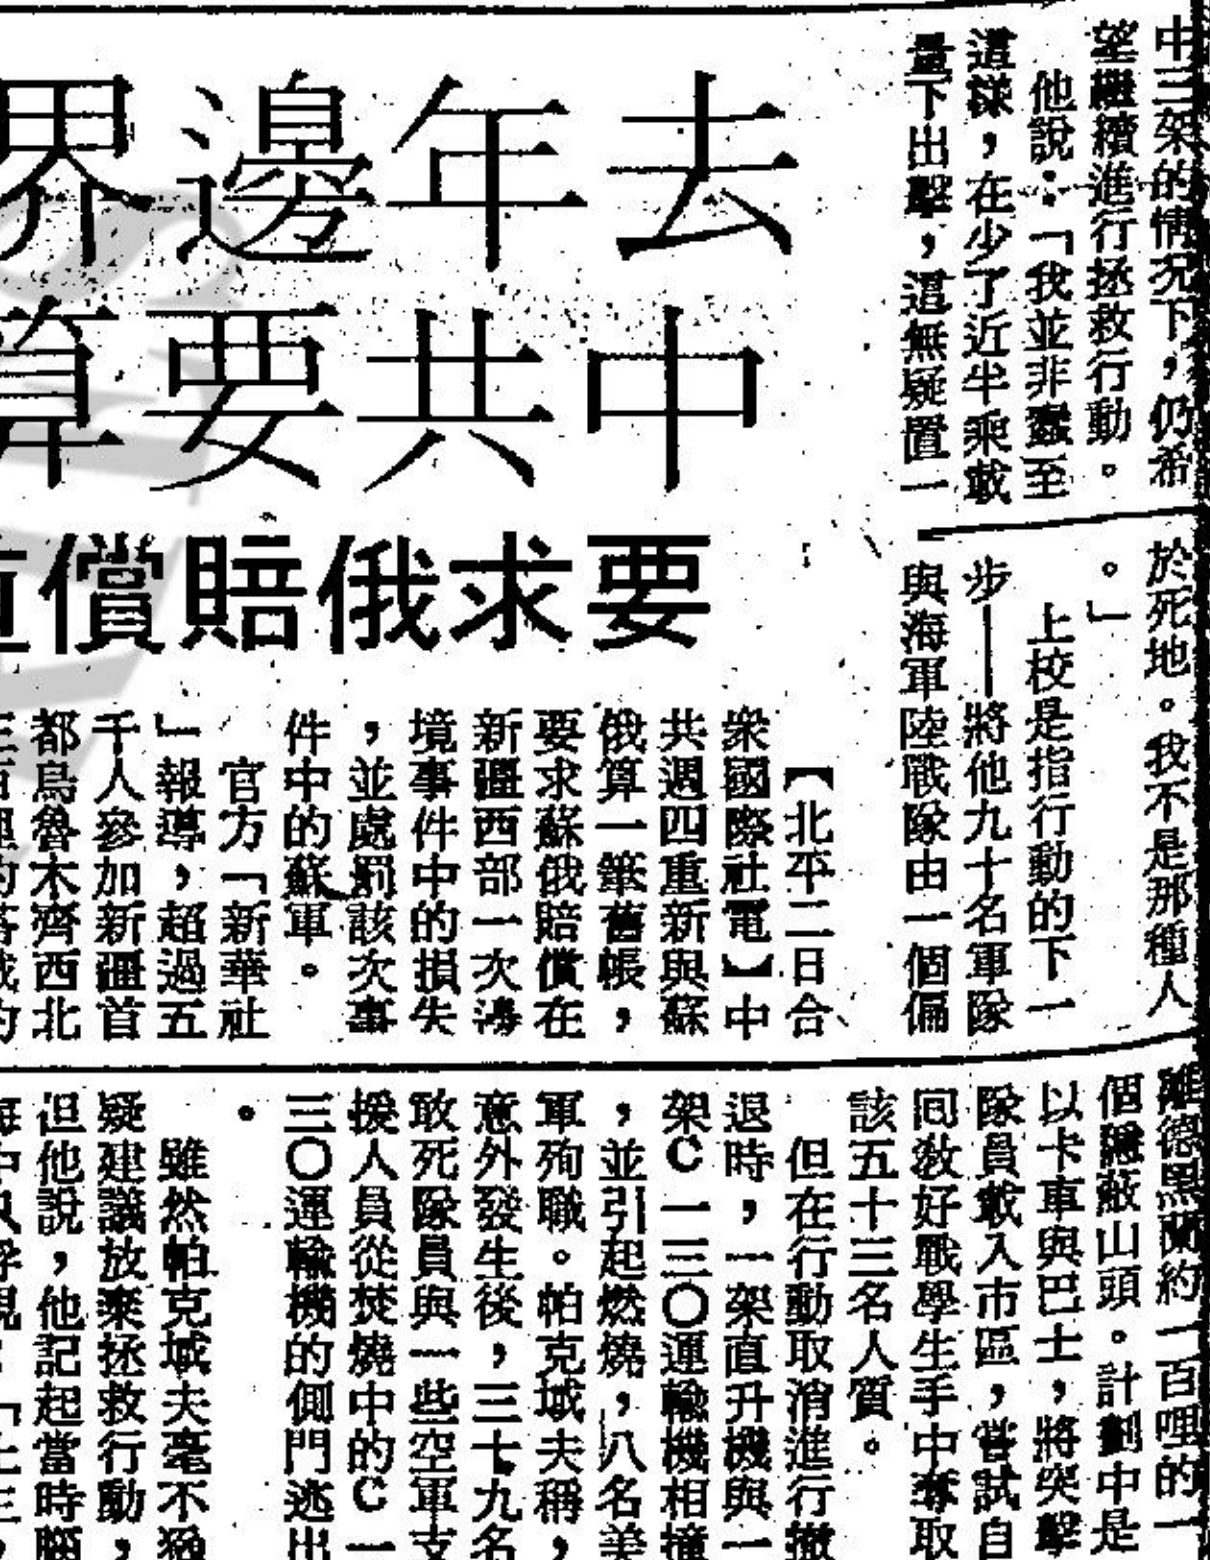 中三架的情況下，仍希
望繼續進行拯救行動。
他說：「我並非蠢至
這樣，在少了近半乘載
量下出擊，這無疑置一
於死地。我不是那種人
。」
上校是指行動的下一
步——將他九十名軍隊
與海軍陸戰隊由一個偏
去年邊界
中共要算
要求俄賠償
【北平二日合
衆國際社電】中
共週四重新與蘇
俄算一筆舊帳，
要求蘇俄賠償在
新疆西部一次邊
境事件中的損失
，並處罰該次事
件中的蘇軍。
官方「新華社
」報導，超過五
千人參加新疆首
都烏魯木齊西北
離德黑蘭約一百哩的一
個隱蔽山頭。計劃中是
以卡車與巴士，將突擊
隊員載入市區，嘗試自
回敎好戰學生手中奪取
該五十三名人質。
但在行動取消進行撤
退時，一架直升機與一
架C一三〇運輸機相撞
，並引起燃燒，八名美
軍殉職。帕克城夫稱，
意外發生後，三十九名
敢死隊員與一些空軍支
援人員從焚燒中的C一
三〇運輸機的側門逃出
。
雖然帕克城夫毫不猶
疑建議放棄拯救行動，
但他說，他記起當時腦